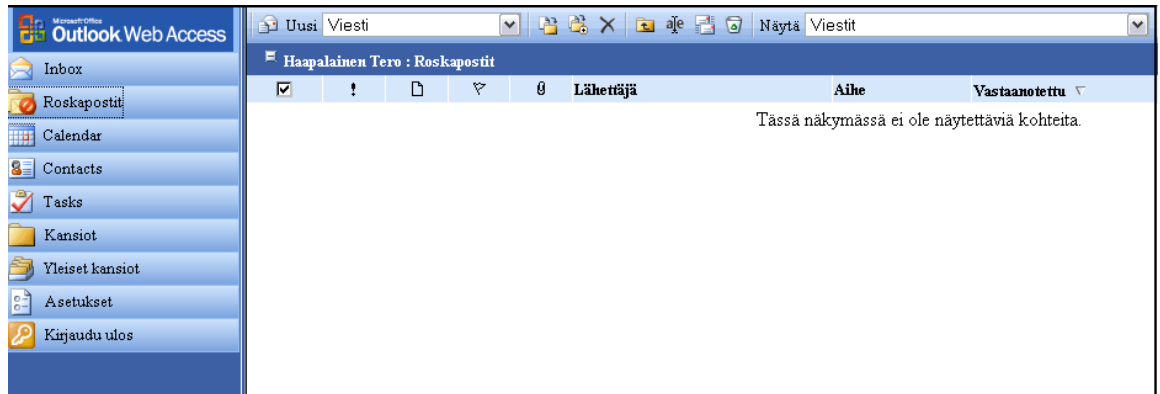 Microsoft Office
Outlook Web Access
Uusi Viesti
Näytä Viestit
Inbox
Roskapostit
Calendar
Contacts
Tasks
Kansiot
Yleiset kansiot
Asetukset
Kirjaudu ulos
Haapalainen Tero : Roskapostit
Lähettäjä Aihe Vastaanotettu
Tässä näkymässä ei ole näytettäviä kohteita.